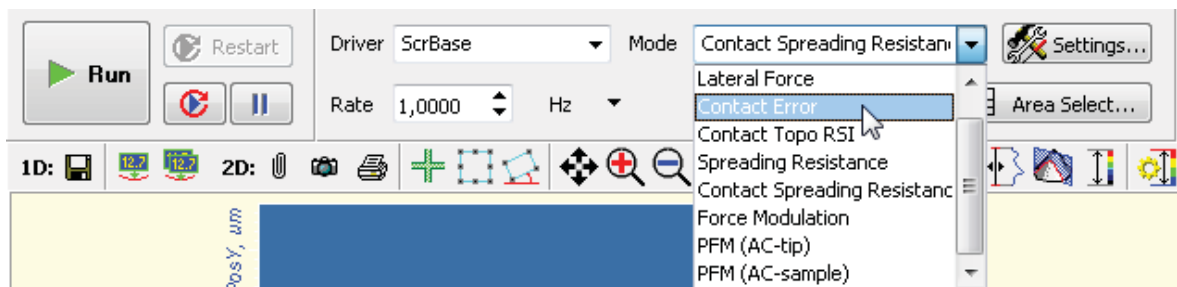 Run
Restart
Driver ScrBase Mode Contact Spreading Resistan Settings...
Rate 1,0000 Hz Area Select...
Lateral Force
Contact Error
Contact Topo RSI
Spreading Resistance
Contact Spreading Resistanc
Force Modulation
PFM (AC-tip)
PFM (AC-sample)
1D: 12.7 12.7 2D:
PosY, um